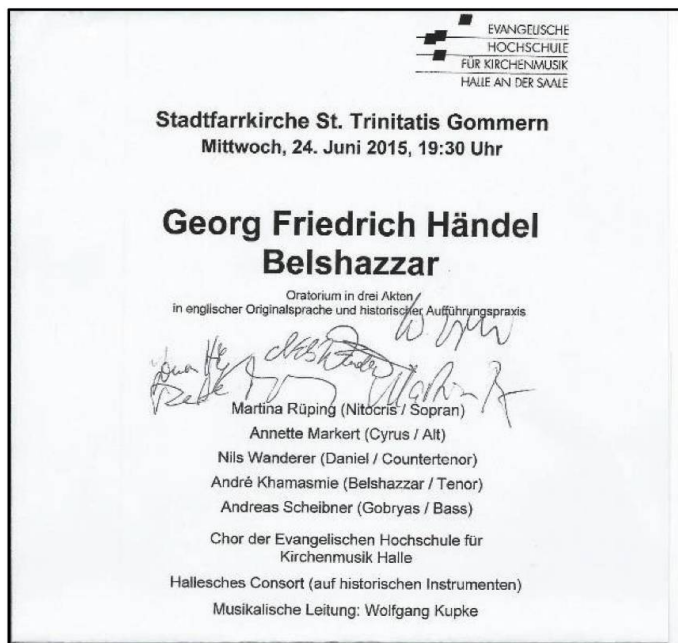 EVANGELISCHE
HOCHSCHULE
FÜR KIRCHENMUSIK
HALLE AN DER SAALE
Stadtfarrkirche St. Trinitatis Gommern
Mittwoch, 24. Juni 2015, 19:30 Uhr
Georg Friedrich Händel
Belshazzar
Oratorium in drei Akten
in englischer Originalsprache und historischer Aufführungspraxis
Martina Rüping (Nitocris / Sopran)
Annette Markert (Cyrus / Alt)
Nils Wanderer (Daniel / Countertenor)
André Khamasmie (Belshazzar / Tenor)
Andreas Scheibner (Gobryas / Bass)
Chor der Evangelischen Hochschule für
Kirchenmusik Halle
Hallesches Consort (auf historischen Instrumenten)
Musikalische Leitung: Wolfgang Kupke